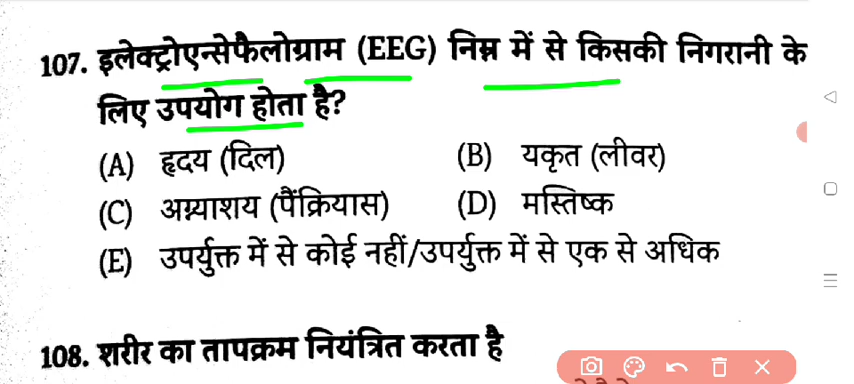 107. इलेक्ट्रोएन्सेफैलोग्राम (EEG) निम्न में से किसकी निगरानी के
लिए उपयोग होता है?
(A) हृदय (दिल) (B) यकृत (लीवर)
(C) अग्न्याशय (पैंक्रियास) (D) मस्तिष्क
(E) उपर्युक्त में से कोई नहीं/उपर्युक्त में से एक से अधिक
108. शरीर का तापक्रम नियंत्रित करता है